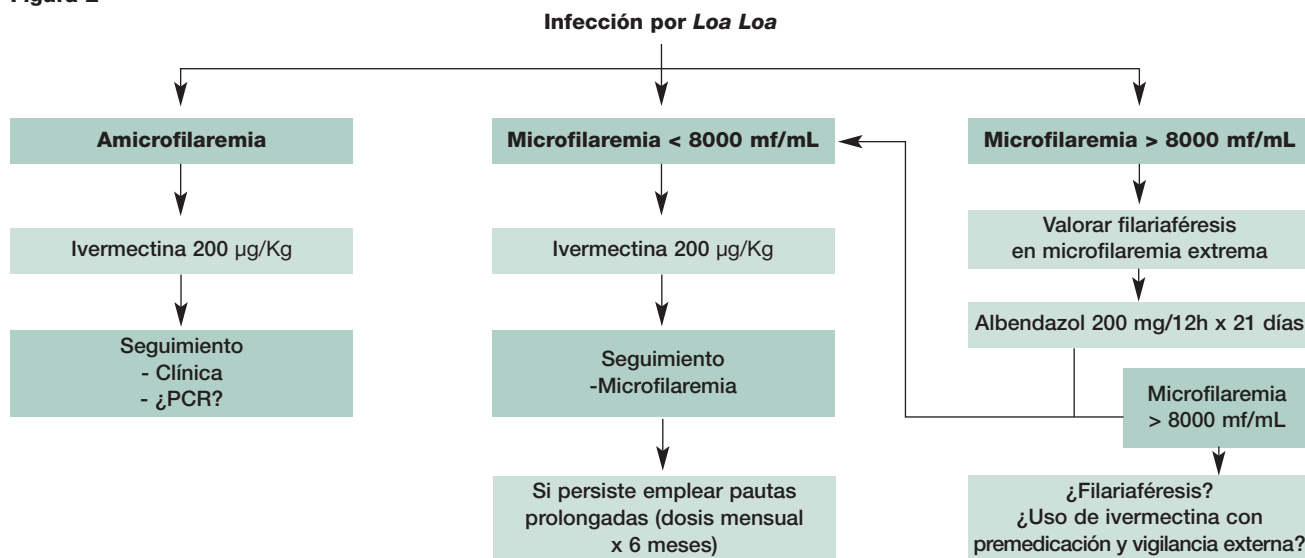 Infección por Loa Loa
Amicrofilaremia
Ivermectina 200 µg/Kg
Seguimiento
- Clínica
- ¿PCR?
Microfilaremia < 8000 mf/mL
Ivermectina 200 µg/Kg
Seguimiento
-Microfilaremia
Si persiste emplear pautas
prolongadas (dosis mensual
x 6 meses)
Microfilaremia > 8000 mf/mL
Valorar filariaféresis
en microfilaremia extrema
Albendazol 200 mg/12h x 21 días
Microfilaremia
> 8000 mf/mL
¿Filariaféresis?
¿Uso de ivermectina con
premedicación y vigilancia externa?